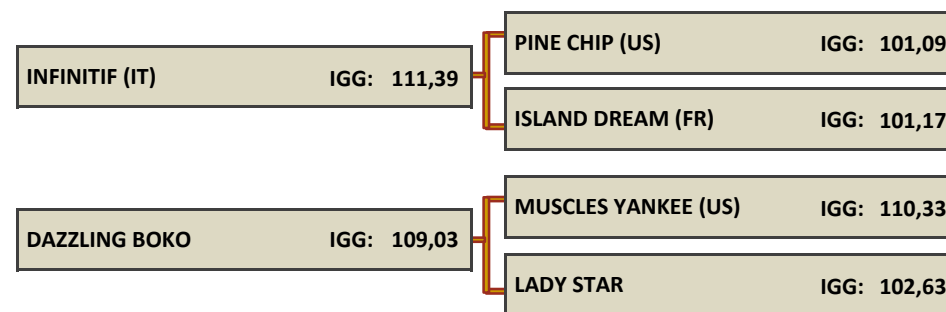 PINE CHIP (US) IGG: 101,09
INFINITIF (IT) IGG: 111,39
ISLAND DREAM (FR) IGG: 101,17
MUSCLES YANKEE (US) IGG: 110,33
DAZZLING BOKO IGG: 109,03
LADY STAR IGG: 102,63